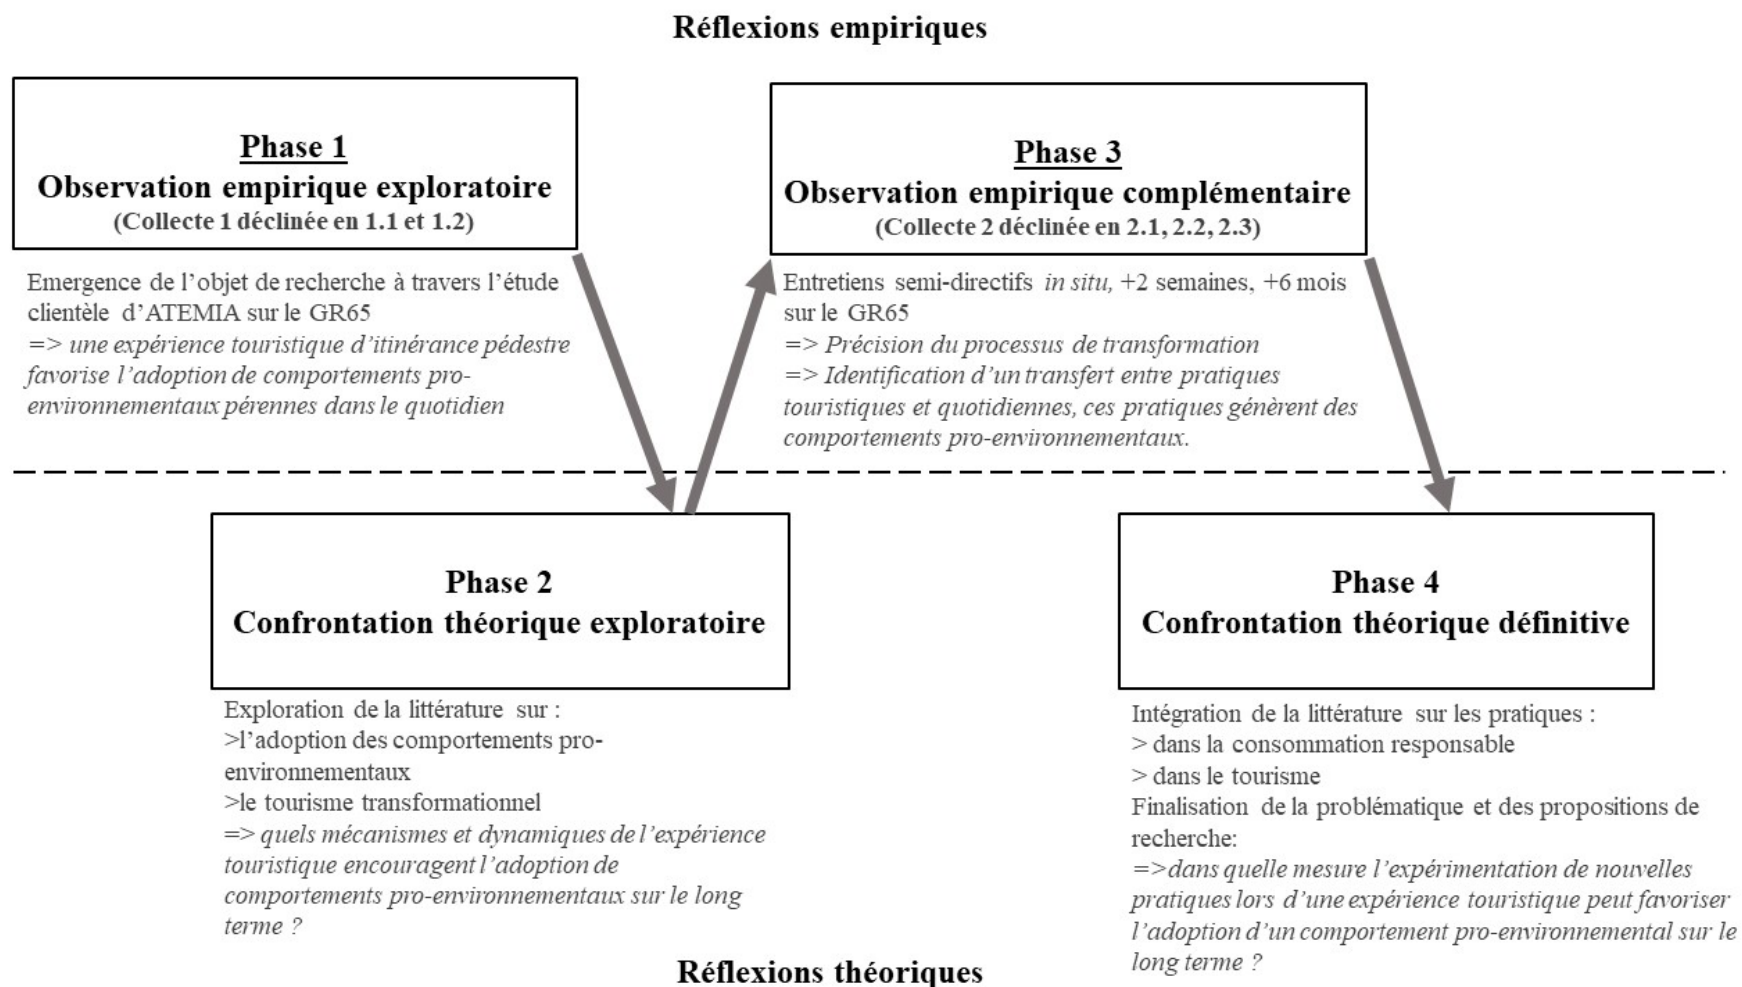 Réflexions empiriques
Phase 1
Observation empirique exploratoire
(Collecte 1 déclinée en 1.1 et 1.2)
Emergence de l’objet de recherche à travers l’étude
clientèle d’ATEMIA sur le GR65
=> une expérience touristique d’itinérance pédestre
favorise l’adoption de comportements pro-
environnementaux pérennes dans le quotidien
Phase 3
Observation empirique complémentaire
(Collecte 2 déclinée en 2.1, 2.2, 2.3)
Entretiens semi-directifs in situ, +2 semaines, +6 mois
sur le GR65
=> Précision du processus de transformation
=> Identification d’un transfert entre pratiques
touristiques et quotidiennes, ces pratiques génèrent des
comportements pro-environnementaux.
Phase 2
Confrontation théorique exploratoire
Exploration de la littérature sur :
>l’adoption des comportements pro-
environnementaux
>le tourisme transformationnel
=> quels mécanismes et dynamiques de l’expérience
touristique encouragent l’adoption de
comportements pro-environnementaux sur le long
terme ?
Phase 4
Confrontation théorique définitive
Intégration de la littérature sur les pratiques :
> dans la consommation responsable
> dans le tourisme
Finalisation de la problématique et des propositions de
recherche:
=>dans quelle mesure l’expérimentation de nouvelles
pratiques lors d’une expérience touristique peut favoriser
l’adoption d’un comportement pro-environnemental sur le
long terme ?
Réflexions théoriques